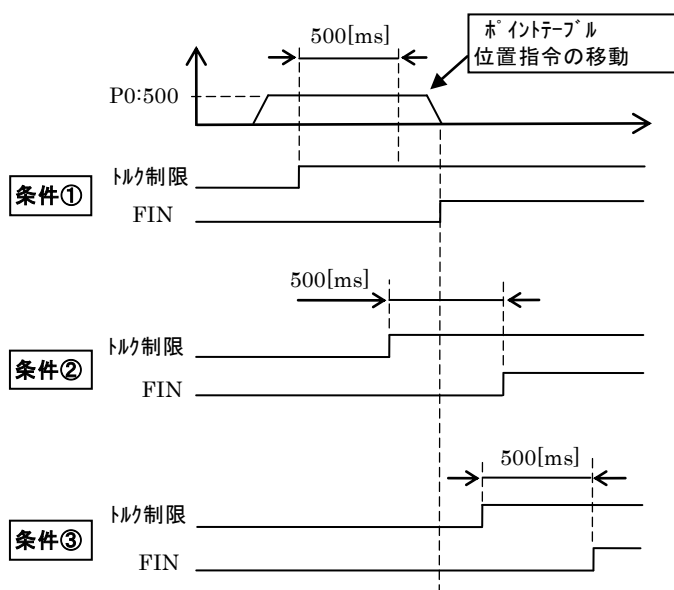 500[ms]
ﾎﾟｲﾝﾄﾃｰﾌﾞﾙ
位置指令の移動
P0:500
条件①
ﾄﾙｸ制限
FIN
500[ms]
条件②
ﾄﾙｸ制限
FIN
500[ms]
条件③
ﾄﾙｸ制限
FIN